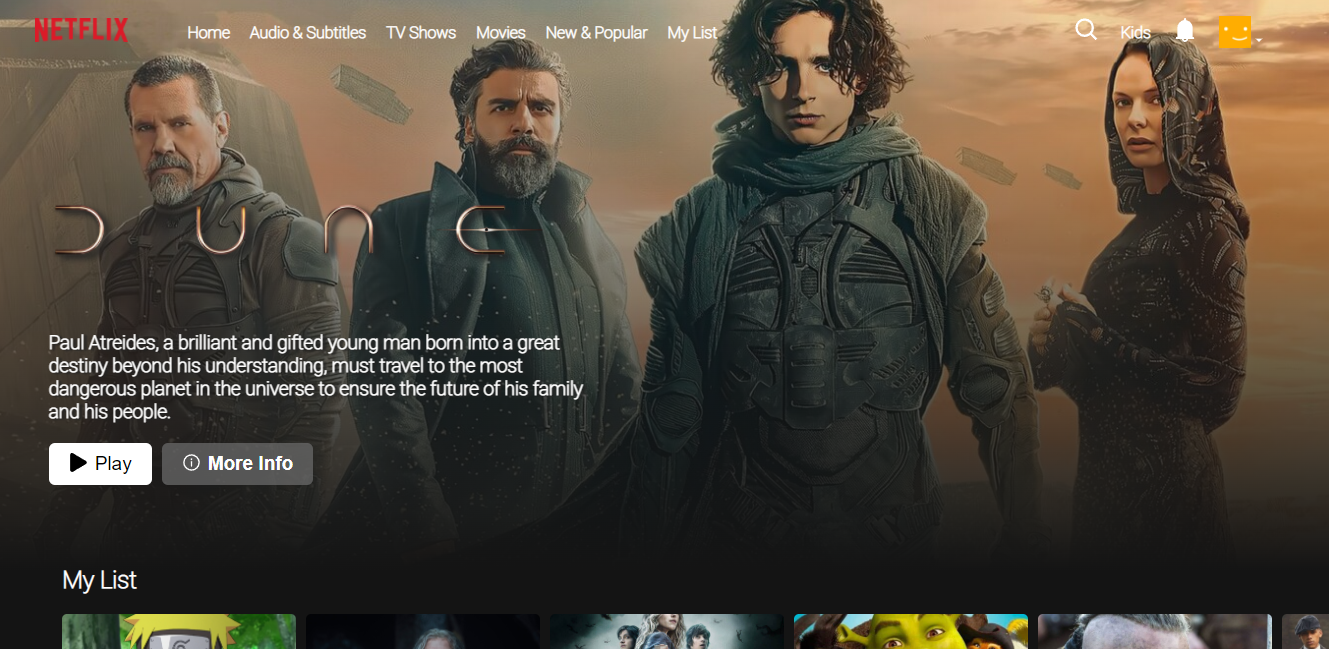 NETFLIX
Home Audio & Subtitles TV Shows Movies New & Popular My List Kids
DUNE
Paul Atreides, a brilliant and gifted young man born into a great
destiny beyond his understanding, must travel to the most
dangerous planet in the universe to ensure the future of his family
and his people.
Play More Info
My List